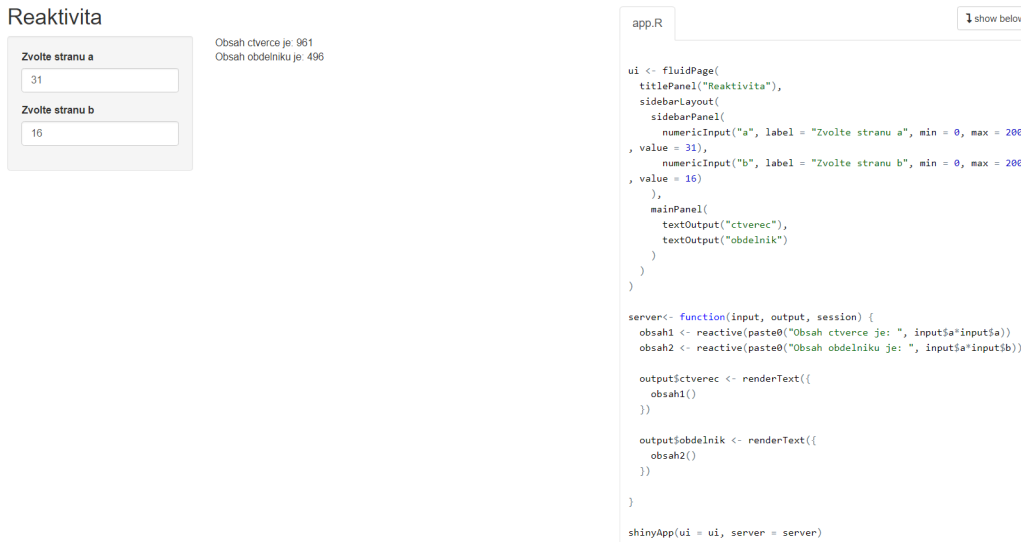 Reaktivita
Zvolte stranu a
31
Zvolte stranu b
16
Obsah ctverce je: 961
Obsah obdelniku je: 496
app.R
show below
ui <- fluidPage(
  titlePanel("Reaktivita"),
  sidebarLayout(
    sidebarPanel(
      numericInput("a", label = "Zvolte stranu a", min = 0, max = 200
, value = 31),
      numericInput("b", label = "Zvolte stranu b", min = 0, max = 200
, value = 16)
    ),
    mainPanel(
      textOutput("ctverec"),
      textOutput("obdelnik")
    )
  )
)
server<- function(input, output, session) {
  obsah1 <- reactive(paste0("Obsah ctverce je: ", input$a*input$a))
  obsah2 <- reactive(paste0("Obsah obdelniku je: ", input$a*input$b))
  output$ctverec <- renderText({
    obsah1()
  })
  output$obdelnik <- renderText({
    obsah2()
  })
}
shinyApp(ui = ui, server = server)